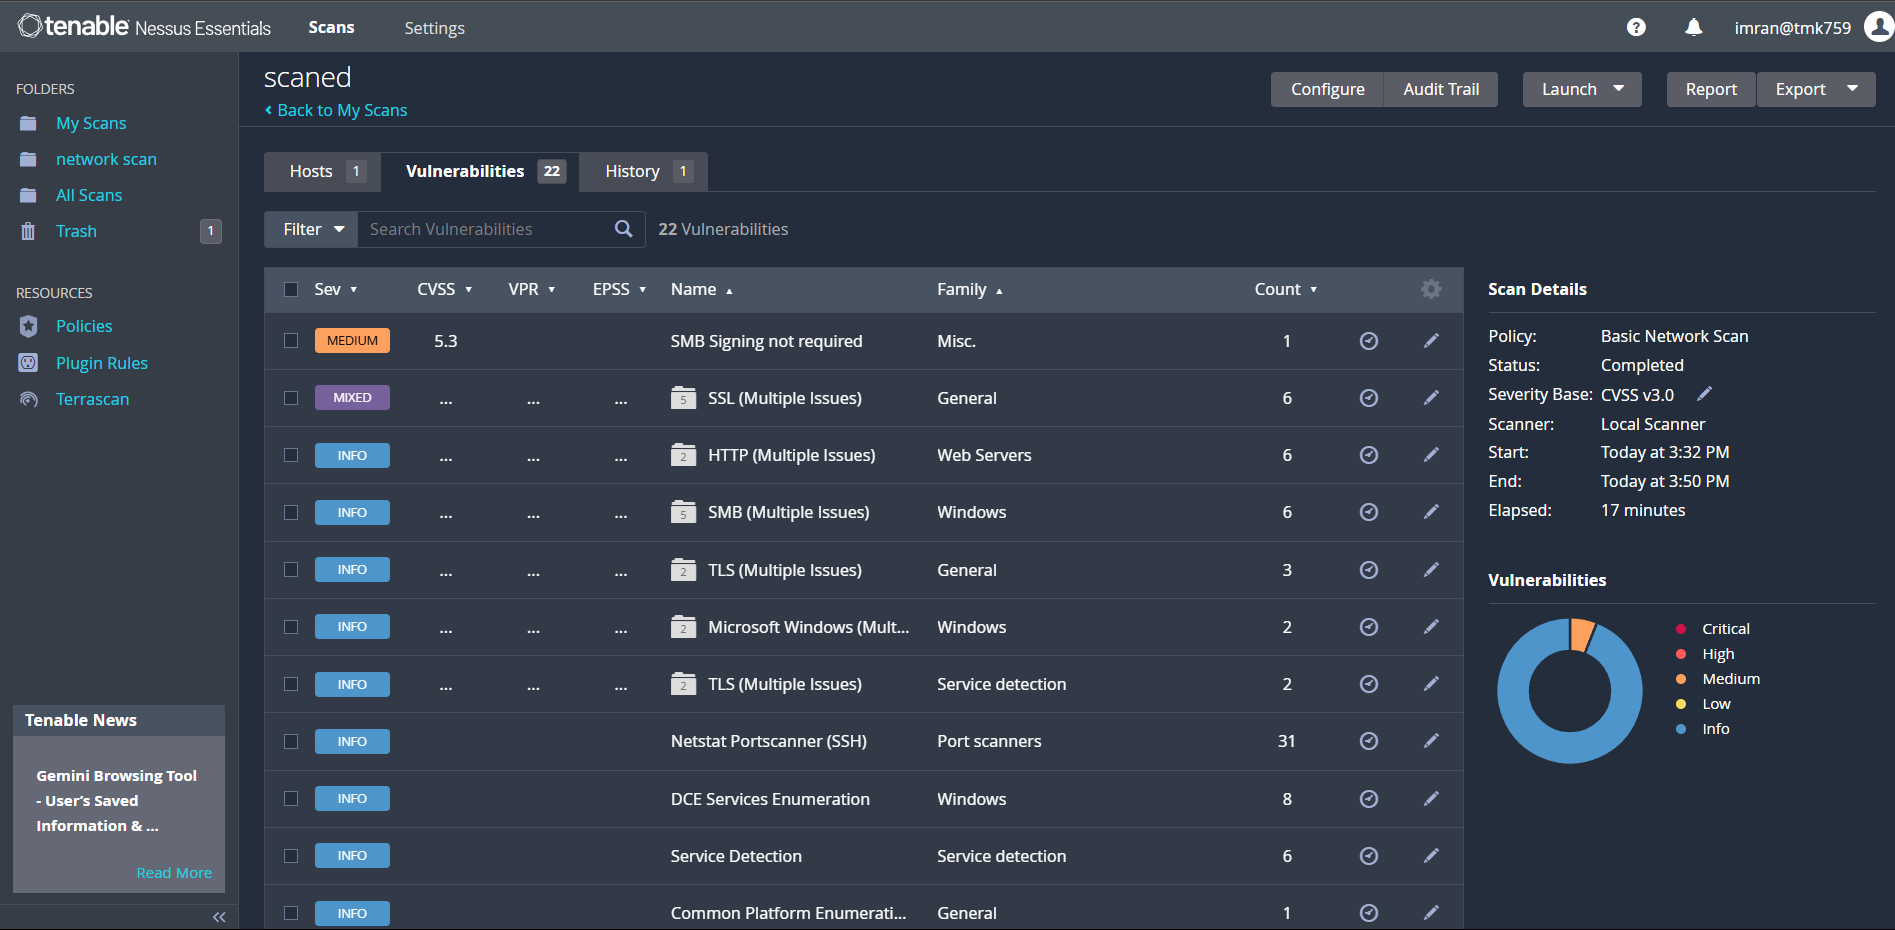 tenable Nessus Essentials Scans Settings imran@tmk759
FOLDERS
My Scans
network scan
All Scans
Trash 1
RESOURCES
Policies
Plugin Rules
Terrascan
Tenable News
Gemini Browsing Tool
- User's Saved
Information & ...
Read More
scaned
Back to My Scans
Configure Audit Trail Launch Report Export
Hosts 1 Vulnerabilities 22 History 1
Filter Search Vulnerabilities 22 Vulnerabilities
Sev CVSS VPR EPSS Name Family Count
MEDIUM 5.3 SMB Signing not required Misc. 1
MIXED ... ... ... 5 SSL (Multiple Issues) General 6
INFO ... ... ... 2 HTTP (Multiple Issues) Web Servers 6
INFO ... ... ... 5 SMB (Multiple Issues) Windows 6
INFO ... ... ... 2 TLS (Multiple Issues) General 3
INFO ... ... ... 2 Microsoft Windows (Mult... Windows 2
INFO ... ... ... 2 TLS (Multiple Issues) Service detection 2
INFO Netstat Portscanner (SSH) Port scanners 31
INFO DCE Services Enumeration Windows 8
INFO Service Detection Service detection 6
INFO Common Platform Enumerati... General 1
Scan Details
Policy: Basic Network Scan
Status: Completed
Severity Base: CVSS v3.0
Scanner: Local Scanner
Start: Today at 3:32 PM
End: Today at 3:50 PM
Elapsed: 17 minutes
Vulnerabilities
Critical
High
Medium
Low
Info